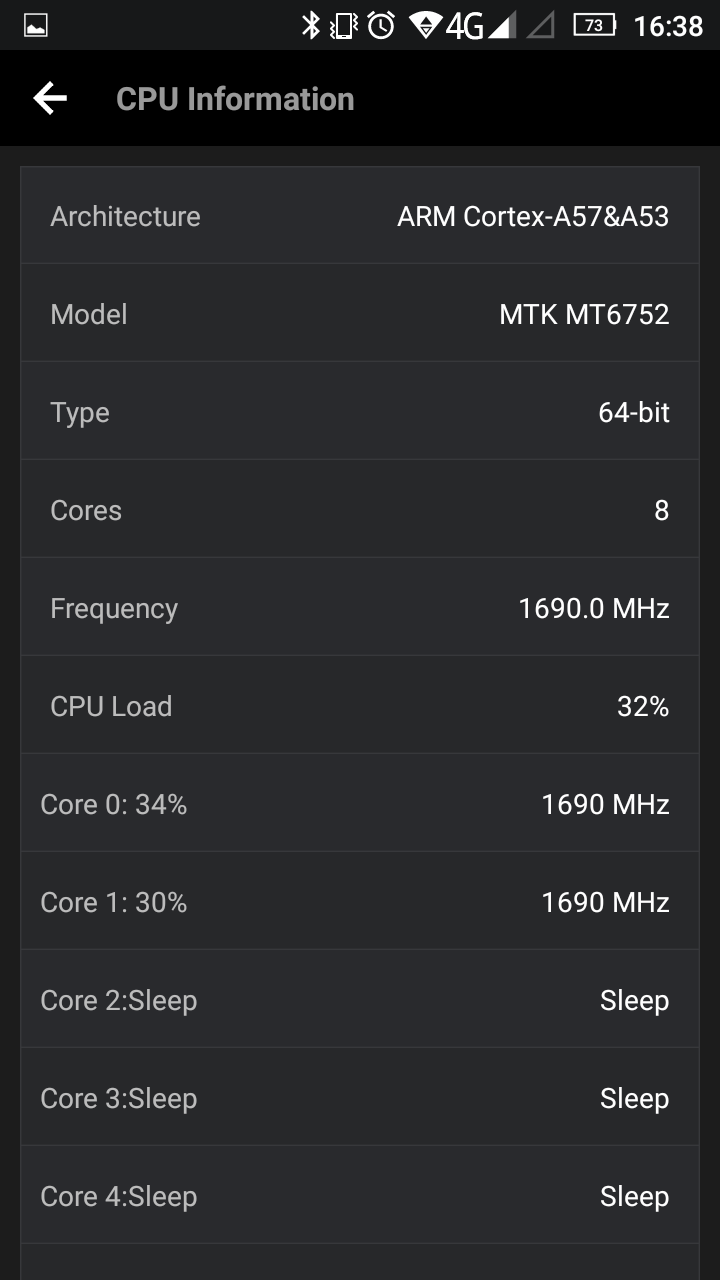 4G 73 16:38
CPU Information
Architecture ARM Cortex-A57&A53
Model MTK MT6752
Type 64-bit
Cores 8
Frequency 1690.0 MHz
CPU Load 32%
Core 0: 34% 1690 MHz
Core 1: 30% 1690 MHz
Core 2:Sleep Sleep
Core 3:Sleep Sleep
Core 4:Sleep Sleep